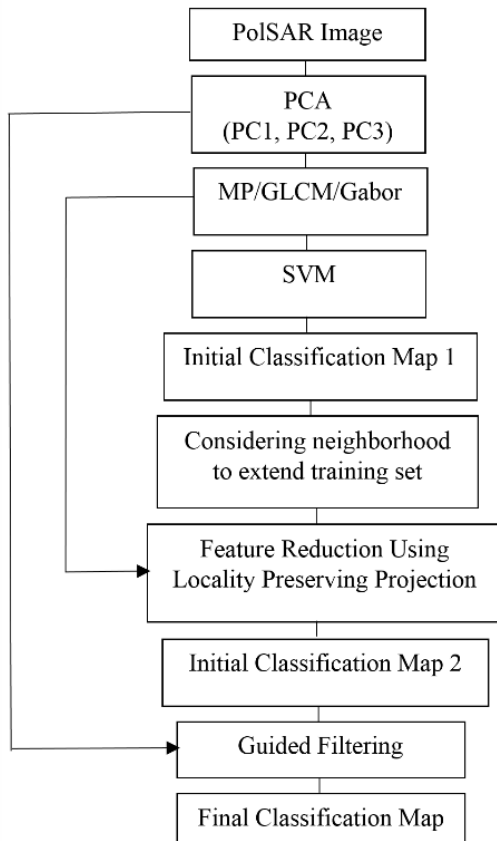 PolSAR Image
PCA
(PC1, PC2, PC3)
MP/GLCM/Gabor
SVM
Initial Classification Map 1
Considering neighborhood
to extend training set
Feature Reduction Using
Locality Preserving Projection
Initial Classification Map 2
Guided Filtering
Final Classification Map